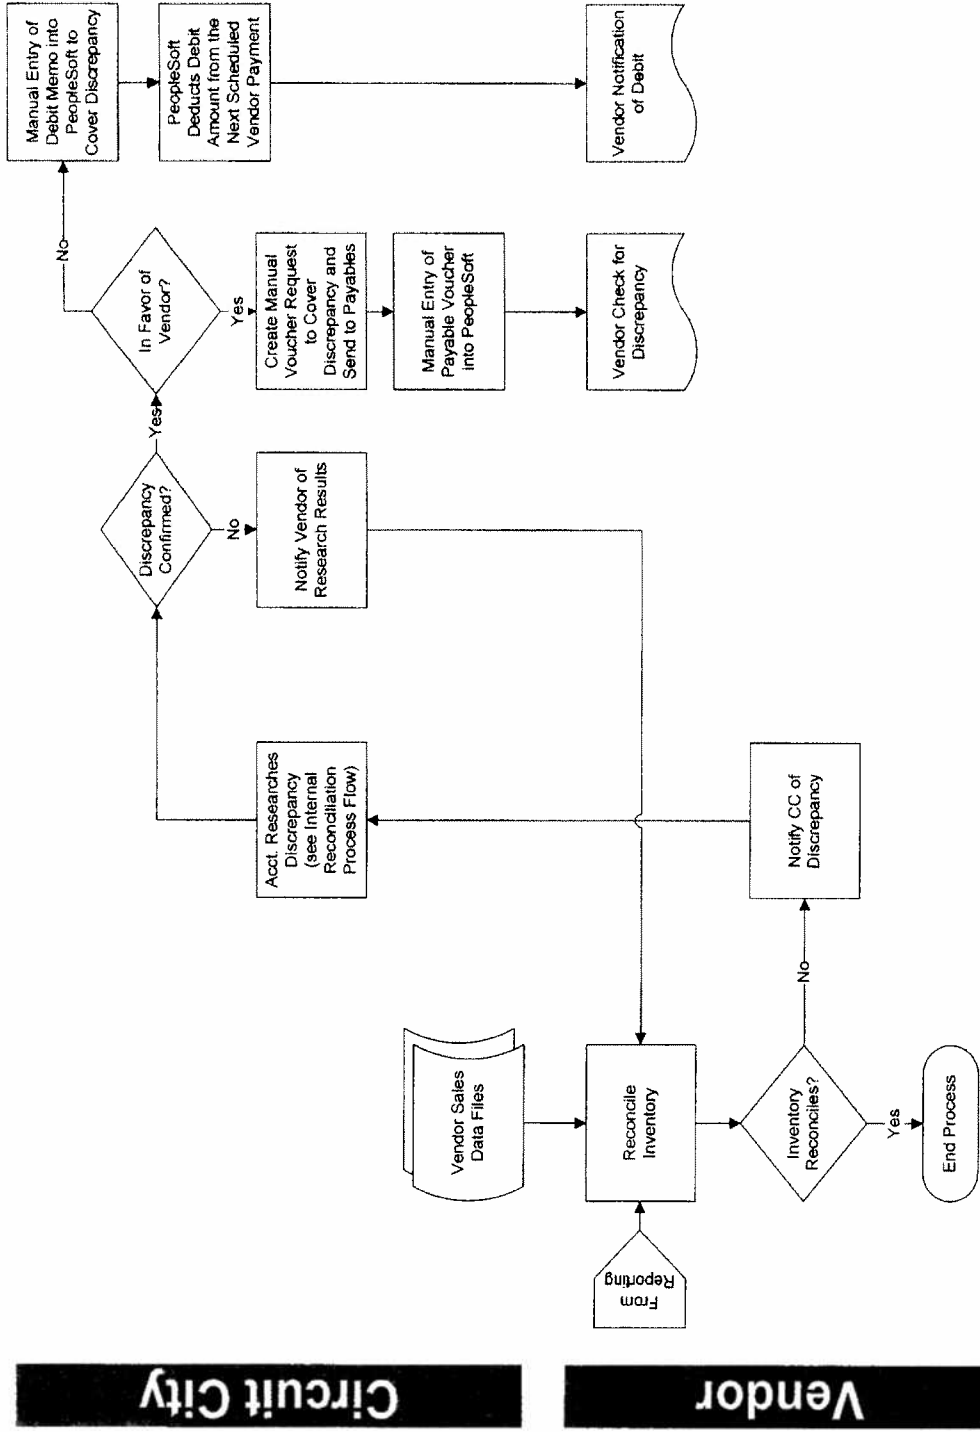 Circuit City
Vendor
From
Reporting
Vendor Sales
Data Files
Reconcile
Inventory
Inventory
Reconciles?
Yes
End Process
No
Notify CC of
Discrepancy
Acct. Researches
Discrepancy
(see Internal
Reconciliation
Process Flow)
Discrepancy
Confirmed?
No
Notify Vendor of
Research Results
Yes
In Favor of
Vendor?
Yes
Create Manual
Voucher Request
to Cover
Discrepancy and
Send to Payables
Manual Entry of
Payable Voucher
into PeopleSoft
Vendor Check for
Discrepancy
No
Manual Entry of
Debit Memo into
PeopleSoft to
Cover Discrepancy
PeopleSoft
Deducts Debit
Amount from the
Next Scheduled
Vendor Payment
Vendor Notification
of Debit